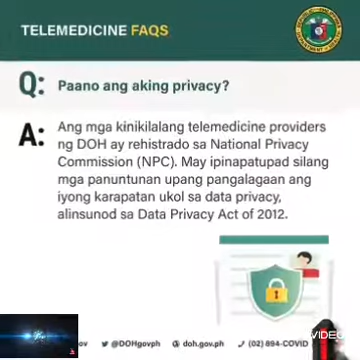 TELEMEDICINE FAQS
Q: Paano ang aking privacy?
A: Ang mga kinikilalang telemedicine providers
ng DOH ay rehistrado sa National Privacy
Commission (NPC). May ipinapatupad silang
mga panuntunan upang pangalagaan ang
iyong karapatan ukol sa data privacy,
alinsunod sa Data Privacy Act of 2012.
@DOHgovph doh.gov.ph (02) 894-COVID